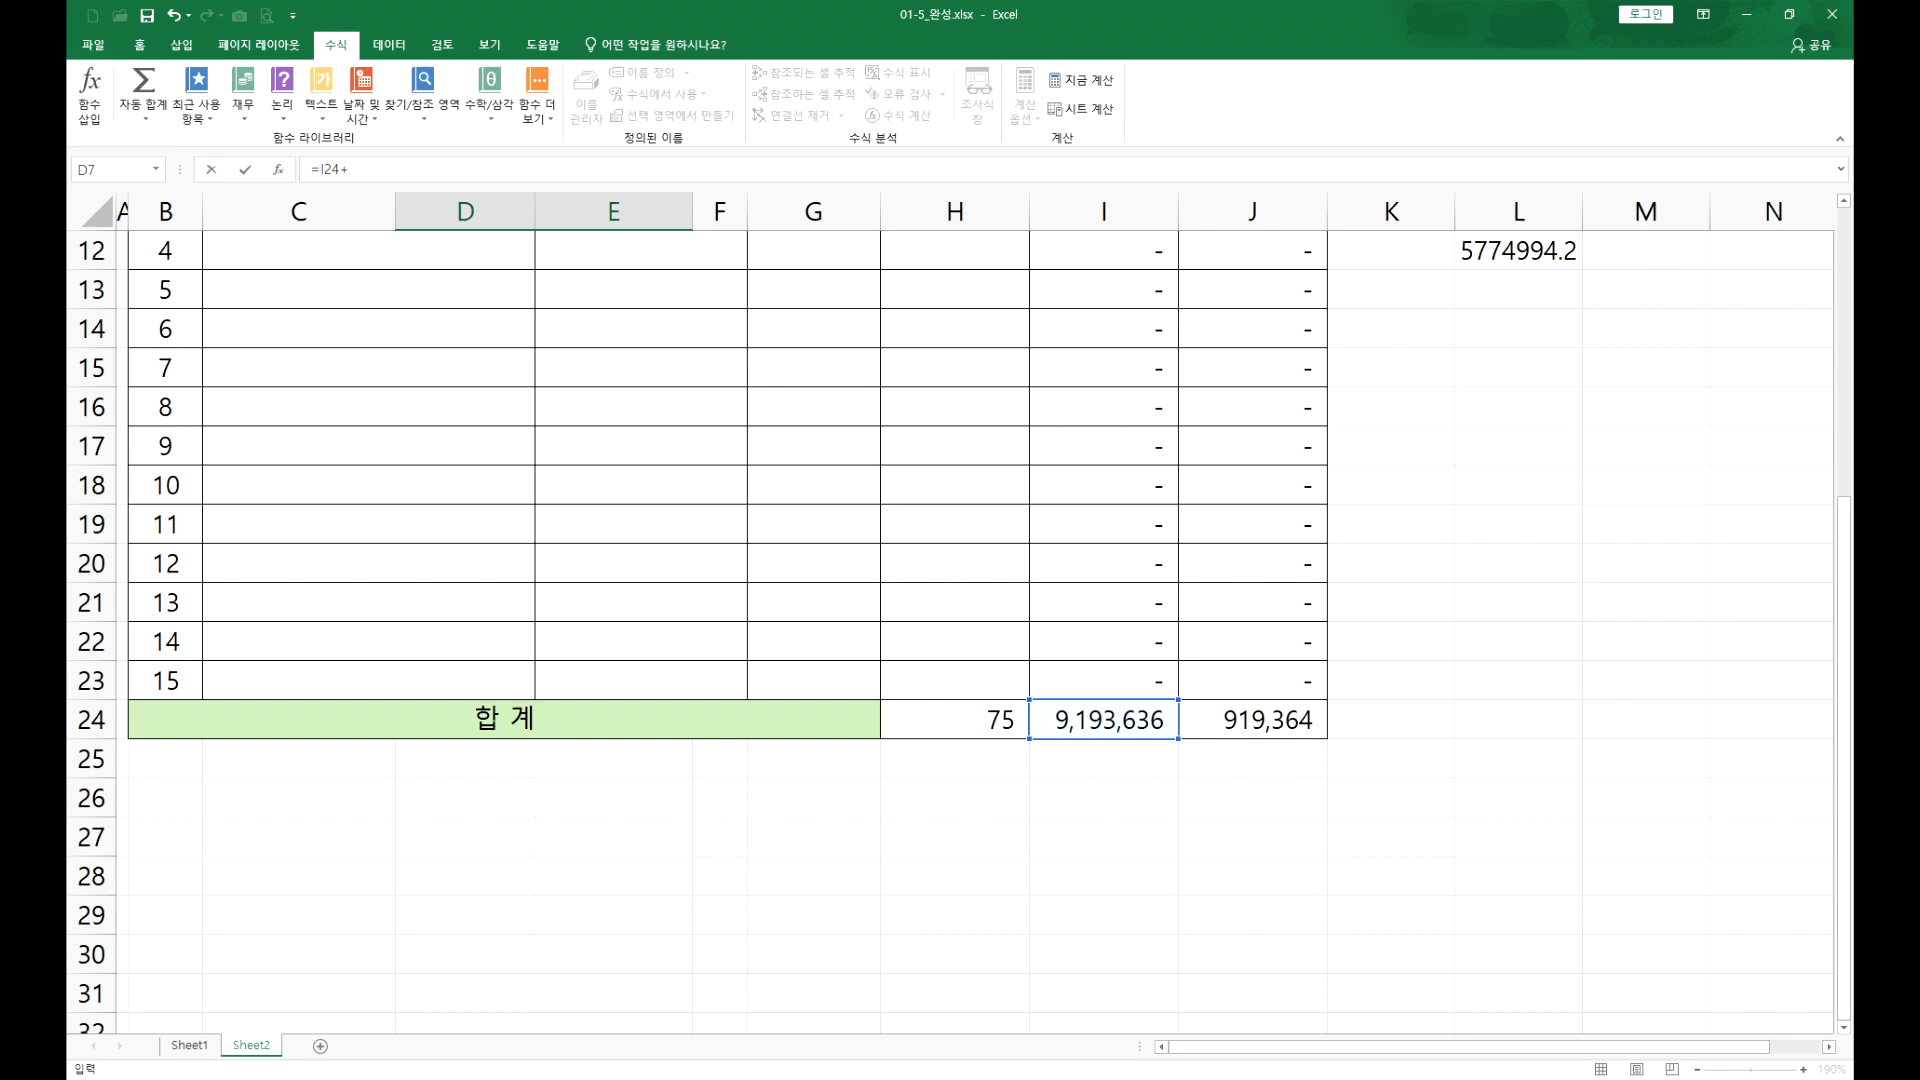 01-5_완성.xlsx - Excel
로그인
파일 홈 삽입 페이지 레이아웃 수식 데이터 검토 보기 도움말 어떤 작업을 원하시나요? 공유
fx 함수 삽입
자동 합계
최근 사용 항목
재무
논리
가 텍스트
날짜 및 시간
찾기/참조 영역
θ 수학/삼각
함수 더 보기
함수 라이브러리
이름 관리자
이름 정의
수식에서 사용
선택 영역에서 만들기
정의된 이름
참조되는 셀 추적
참조하는 셀 추적
연결선 제거
수식 표시
오류 검사
수식 계산
조사식 창
수식 분석
계산 옵션
지금 계산
시트 계산
계산
D7 fx =I24+
A B C D E F G H I J K L M N
12 4 - - 5774994.2
13 5 - -
14 6 - -
15 7 - -
16 8 - -
17 9 - -
18 10 - -
19 11 - -
20 12 - -
21 13 - -
22 14 - -
23 15 - -
24 합 계 75 9,193,636 919,364
25
26
27
28
29
30
31
32
Sheet1 Sheet2
입력 190%